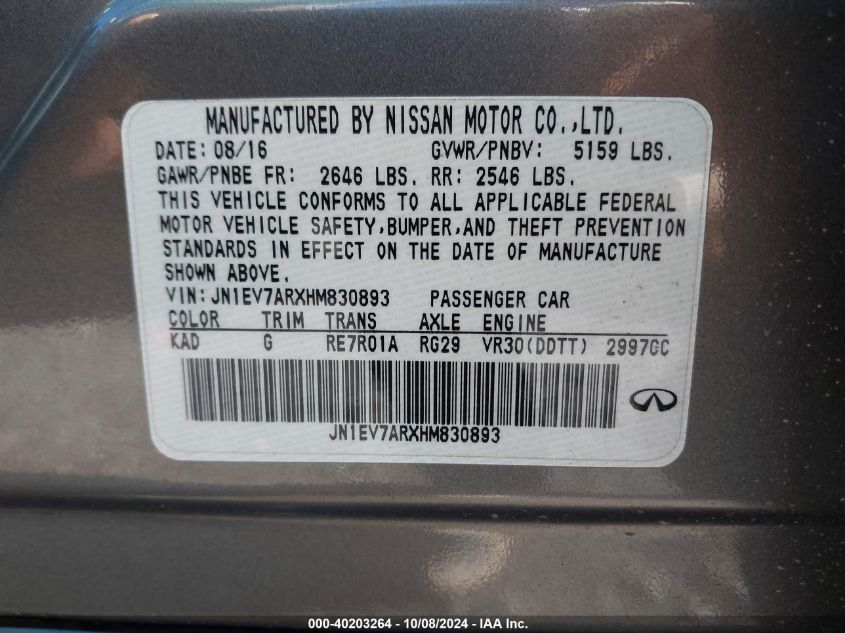 MANUFACTURED BY NISSAN MOTOR CO.,LTD.
DATE: 08/16 GVWR/PNBV: 5159 LBS.
GAWR/PNBE FR: 2646 LBS. RR: 2546 LBS.
THIS VEHICLE CONFORMS TO ALL APPLICABLE FEDERAL
MOTOR VEHICLE SAFETY,BUMPER,AND THEFT PREVENTION
STANDARDS IN EFFECT ON THE DATE OF MANUFACTURE
SHOWN ABOVE.
VIN: JN1EV7ARXHM830893 PASSENGER CAR
COLOR TRIM TRANS AXLE ENGINE
KAD G RE7R01A RG29 VR30(DDTT) 2997CC
JN1EV7ARXHM830893
000-40203264 - 10/08/2024 - IAA Inc.